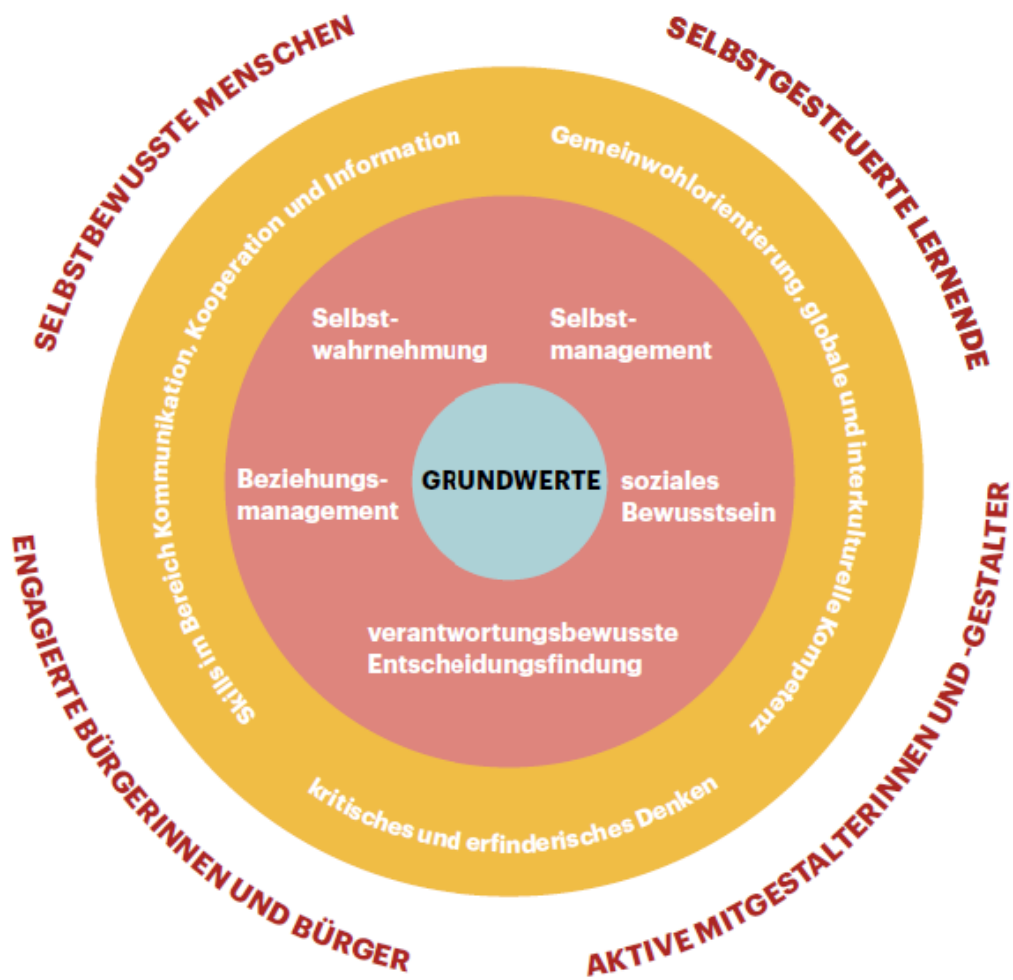 SELBSTBEWUSSTE MENSCHEN
SELBSTGESTEUERTE LERNENDE
Skills im Bereich Kommunikation, Kooperation und Information
Gemeinwohlorientierung, globale und interkulturelle Kompetenz
Selbst-
wahrnehmung
Selbst-
management
Beziehungs-
management
GRUNDWERTE
soziales
Bewusstsein
verantwortungsbewusste
Entscheidungsfindung
kritisches und erfinderisches Denken
ENGAGIERTE BÜRGERINNEN UND BÜRGER
AKTIVE MITGESTALTERINNEN UND -GESTALTER